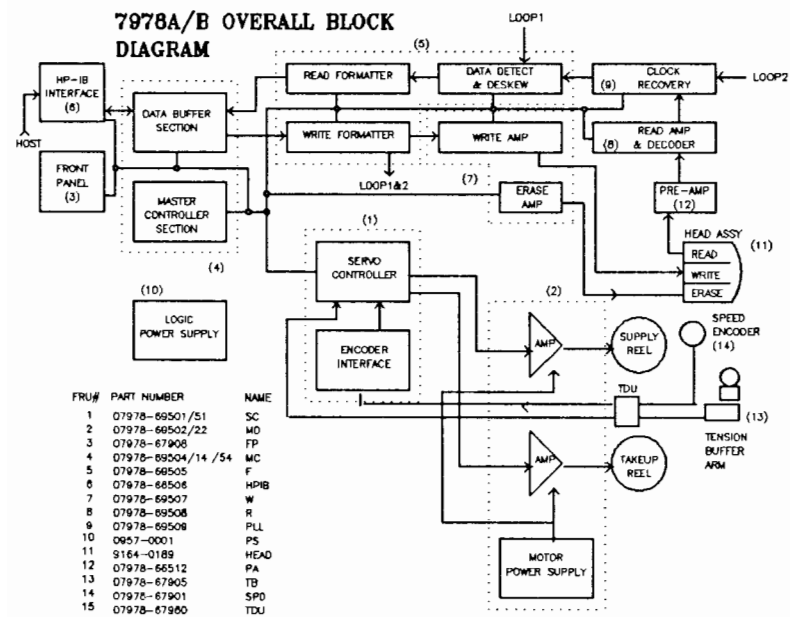 7978A/B OVERALL BLOCK
DIAGRAM
LOOP1
(5)
HP-IB
INTERFACE
(6)
HOST
FRONT
PANEL
(3)
DATA BUFFER
SECTION
MASTER
CONTROLLER
SECTION
(4)
READ FORMATTER
DATA DETECT
& DESKEW
(9)
CLOCK
RECOVERY
LOOP2
WRITE FORMATTER
WRITE AMP
(8)
READ AMP
& DECODER
LOOP1&2
(7)
ERASE
AMP
PRE-AMP
(12)
HEAD ASSY
(11)
READ
WRITE
ERASE
(1)
SERVO
CONTROLLER
ENCODER
INTERFACE
(10)
LOGIC
POWER SUPPLY
(2)
AMP
SUPPLY
REEL
SPEED
ENCODER
(14)
TDU
(13)
TENSION
BUFFER
ARM
AMP
TAKEUP
REEL
MOTOR
POWER SUPPLY
FRU# PART NUMBER NAME
1 07978-69501/51 SC
2 07978-69502/22 MD
3 07978-67908 FP
4 07978-69504/14 /54 MC
5 07978-69505 F
6 07978-66506 HPIB
7 07978-69507 W
8 07978-69508 R
9 07978-69509 PLL
10 0957-0001 PS
11 9164-0189 HEAD
12 07978-66512 PA
13 07978-67905 TB
14 07978-67901 SPD
15 07978-67960 TDU